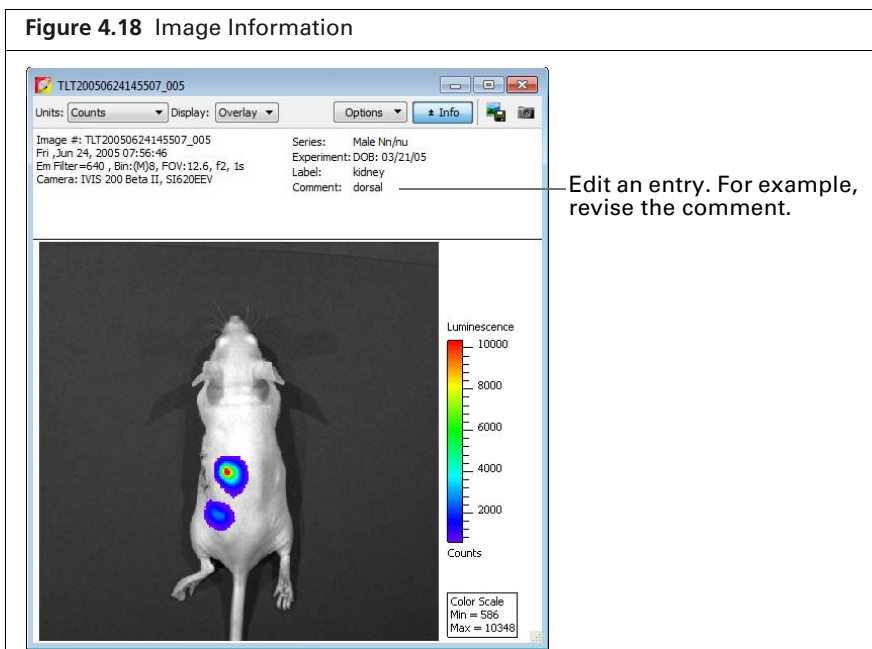 Figure 4.18 Image Information
TLT20050624145507_005
Units: Counts Display: Overlay Options Info
Image #: TLT20050624145507_005
Fri ,Jun 24, 2005 07:56:46
Em Filter=640 , Bin:(M)8, FOV:12.6, f2, 1s
Camera: IVIS 200 Beta II, SI620EEV
Series: Male Nn/nu
Experiment: DOB: 03/21/05
Label: kidney
Comment: dorsal
Edit an entry. For example,
revise the comment.
Luminescence
10000
8000
6000
4000
2000
Counts
Color Scale
Min = 586
Max = 10348